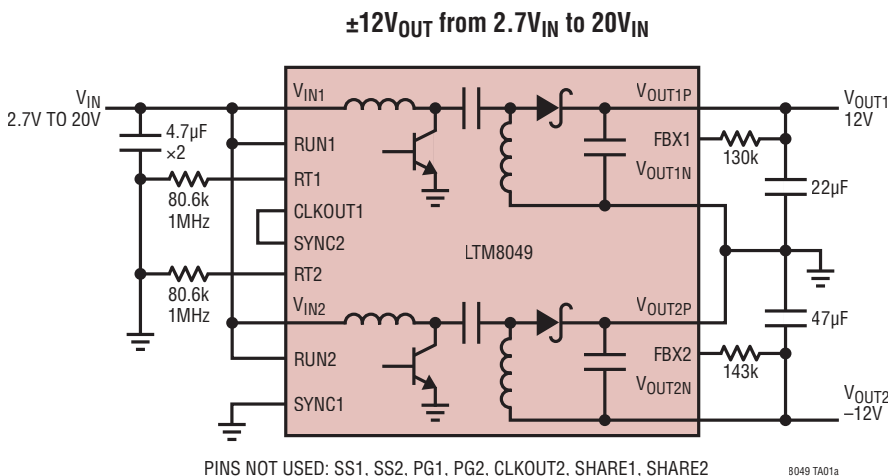 ±12VOUT from 2.7VIN to 20VIN
VIN
2.7V TO 20V
4.7µF
×2
80.6k
1MHz
80.6k
1MHz
VIN1
RUN1
RT1
CLKOUT1
SYNC2
RT2
VIN2
RUN2
SYNC1
LTM8049
VOUT1P
FBX1
VOUT1N
VOUT2P
FBX2
VOUT2N
130k
143k
VOUT1
12V
22µF
47µF
VOUT2
–12V
PINS NOT USED: SS1, SS2, PG1, PG2, CLKOUT2, SHARE1, SHARE2
8049 TA01a